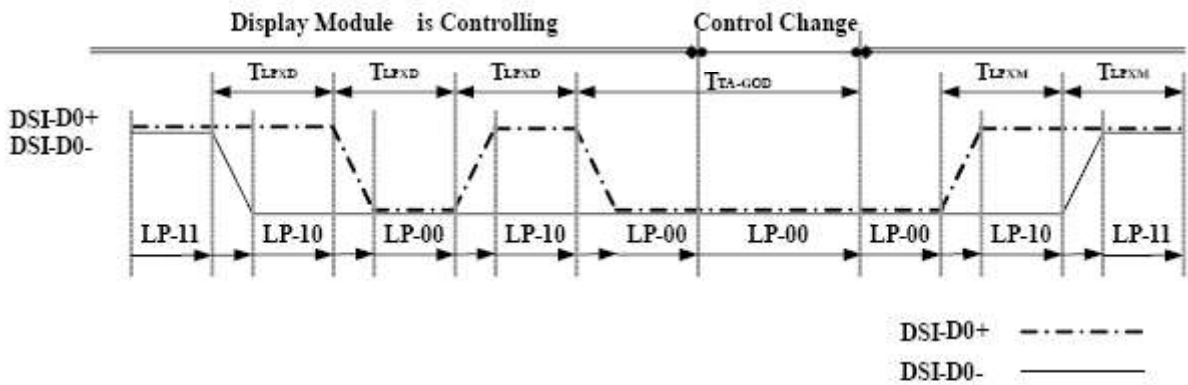 Display Module is Controlling Control Change
TLPXD TLPXD TLPXD TTA-GOD TLPXM TLPXM
DSI-D0+
DSI-D0-
LP-11 LP-10 LP-00 LP-10 LP-00 LP-00 LP-00 LP-10 LP-11
DSI-D0+
DSI-D0-